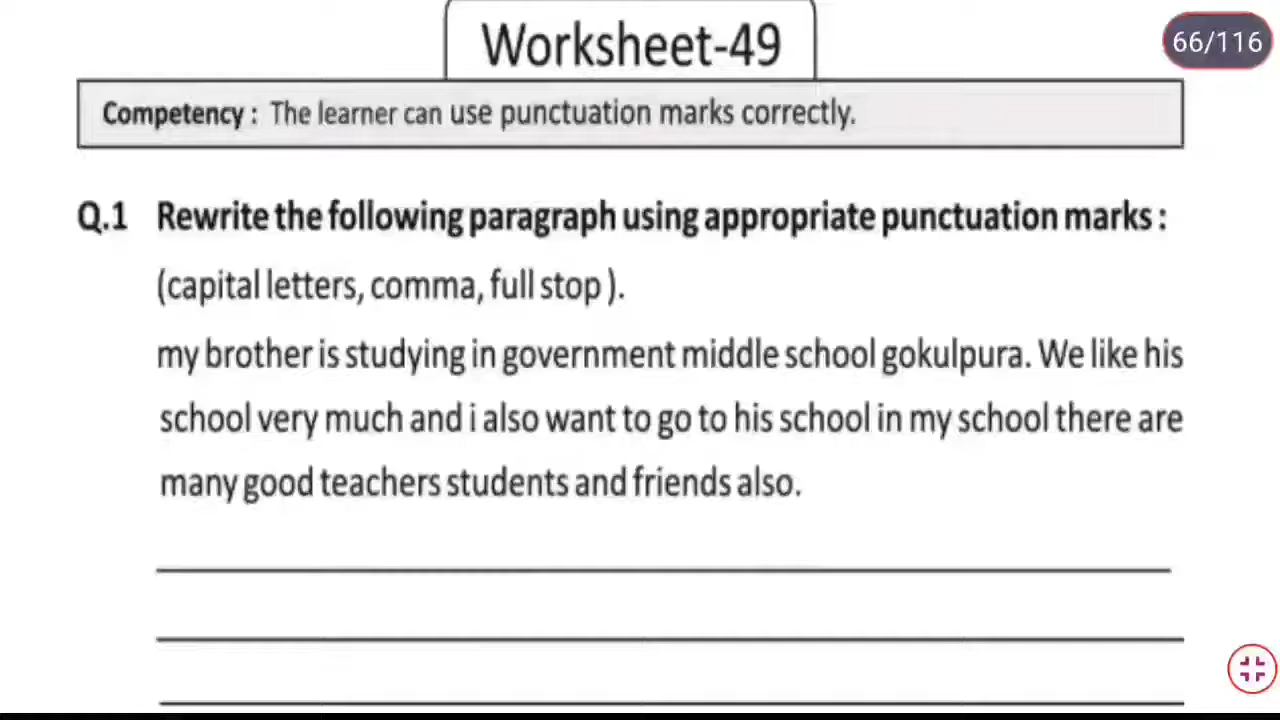 Worksheet-49
66/116
Competency : The learner can use punctuation marks correctly.
Q.1 Rewrite the following paragraph using appropriate punctuation marks :
(capital letters, comma, full stop ).
my brother is studying in government middle school gokulpura. We like his
school very much and i also want to go to his school in my school there are
many good teachers students and friends also.